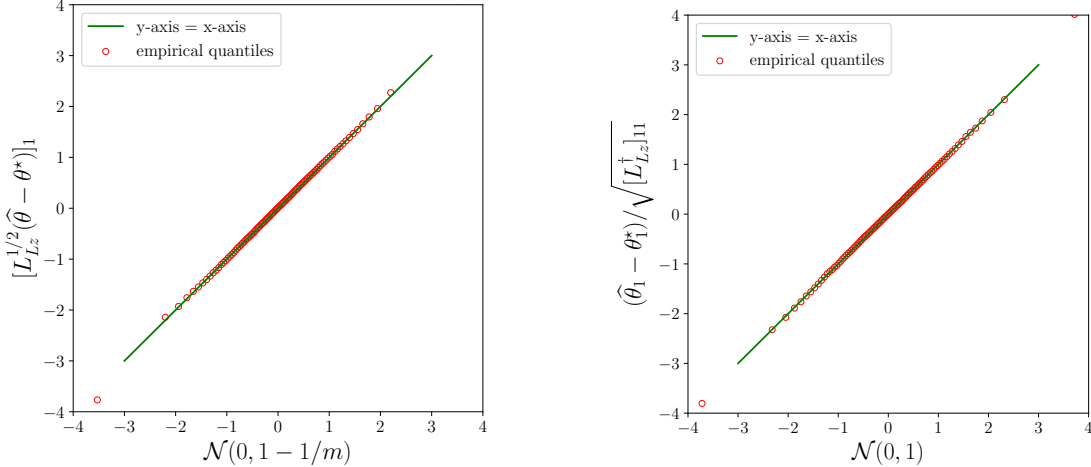 y-axis = x-axis
empirical quantiles
4
3
2
1
0
−1
−2
−3
−4
[L_{Lz}^{1/2}(θ̂ − θ⋆)]_1
−4 −3 −2 −1 0 1 2 3 4
𝒩(0, 1 − 1/m)
y-axis = x-axis
empirical quantiles
4
3
2
1
0
−1
−2
−3
−4
(θ̂_1 − θ_1^⋆)/√([L_{Lz}^†]_{11})
−4 −3 −2 −1 0 1 2 3 4
𝒩(0, 1)